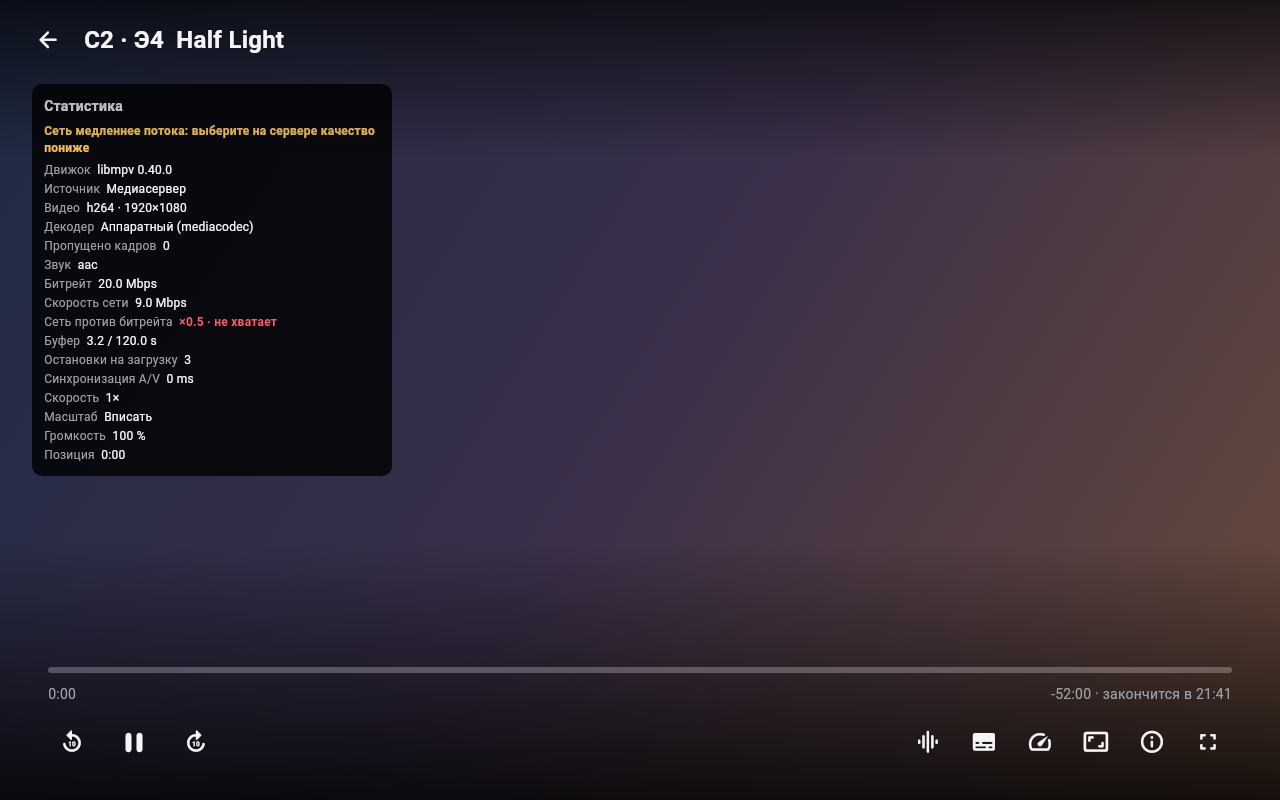 С2 · Э4 Half Light
Статистика
Сеть медленнее потока: выберите на сервере качество
пониже
Движок libmpv 0.40.0
Источник Медиасервер
Видео h264 · 1920×1080
Декодер Аппаратный (mediacodec)
Пропущено кадров 0
Звук aac
Битрейт 20.0 Mbps
Скорость сети 9.0 Mbps
Сеть против битрейта ×0.5 · не хватает
Буфер 3.2 / 120.0 s
Остановки на загрузку 3
Синхронизация A/V 0 ms
Скорость 1×
Масштаб Вписать
Громкость 100 %
Позиция 0:00
0:00
-52:00 · закончится в 21:41
10
10